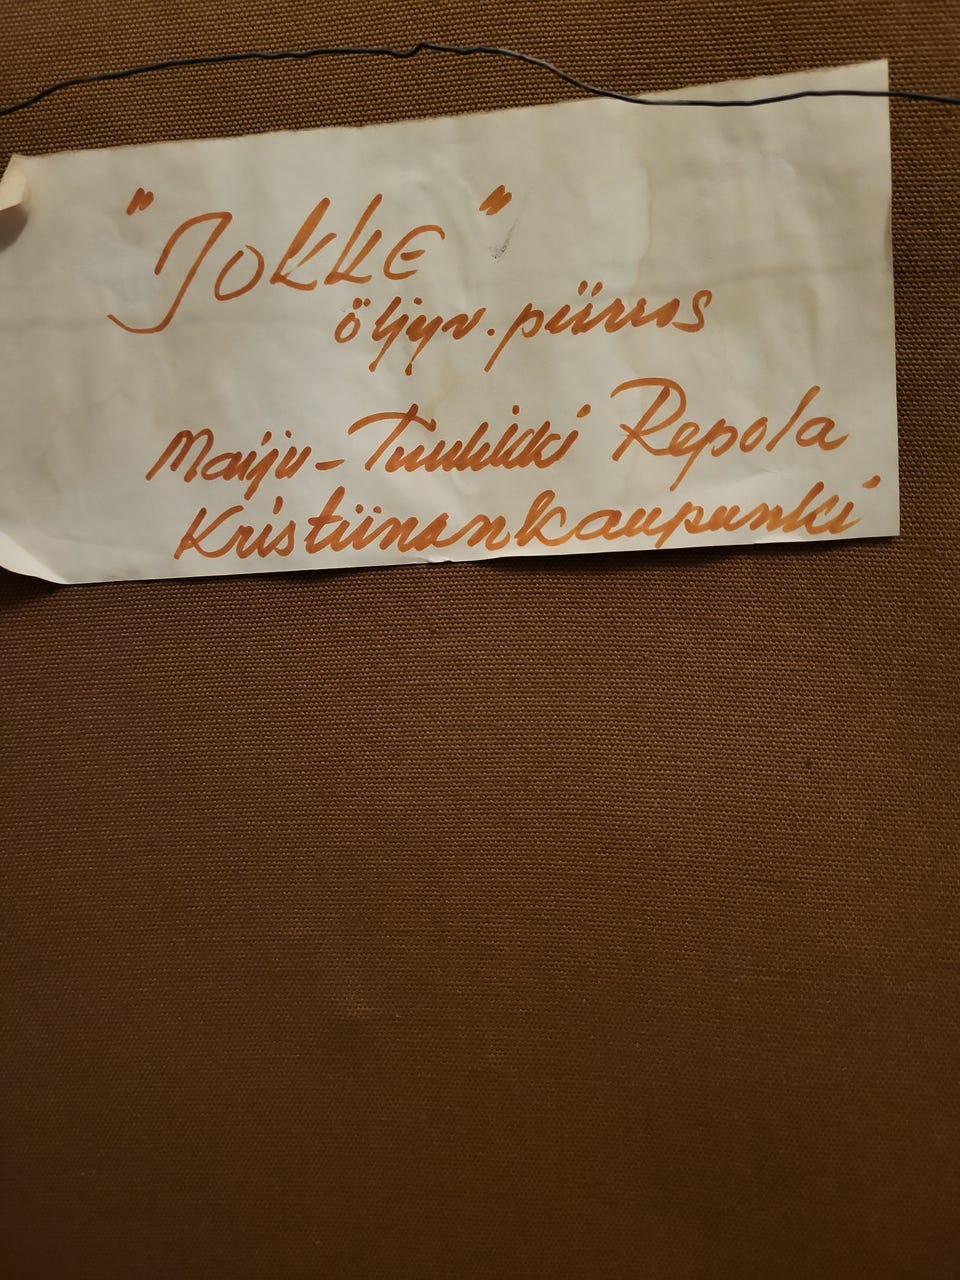 "JOKKE"
öljyv. piirros
Maiju-Tuulikki Repola
Kristiinankaupunki